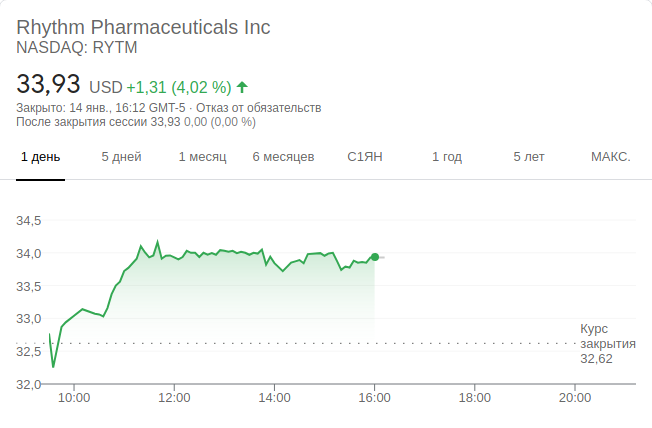 Rhythm Pharmaceuticals Inc
NASDAQ: RYTM
33,93 USD +1,31 (4,02 %)
Закрыто: 14 янв., 16:12 GMT-5 · Отказ от обязательств
После закрытия сессии 33,93 0,00 (0,00 %)
1 день 5 дней 1 месяц 6 месяцев С1ЯН 1 год 5 лет МАКС.
34,5
34,0
33,5
33,0
32,5
32,0
Курс
закрытия
32,62
10:00 12:00 14:00 16:00 18:00 20:00